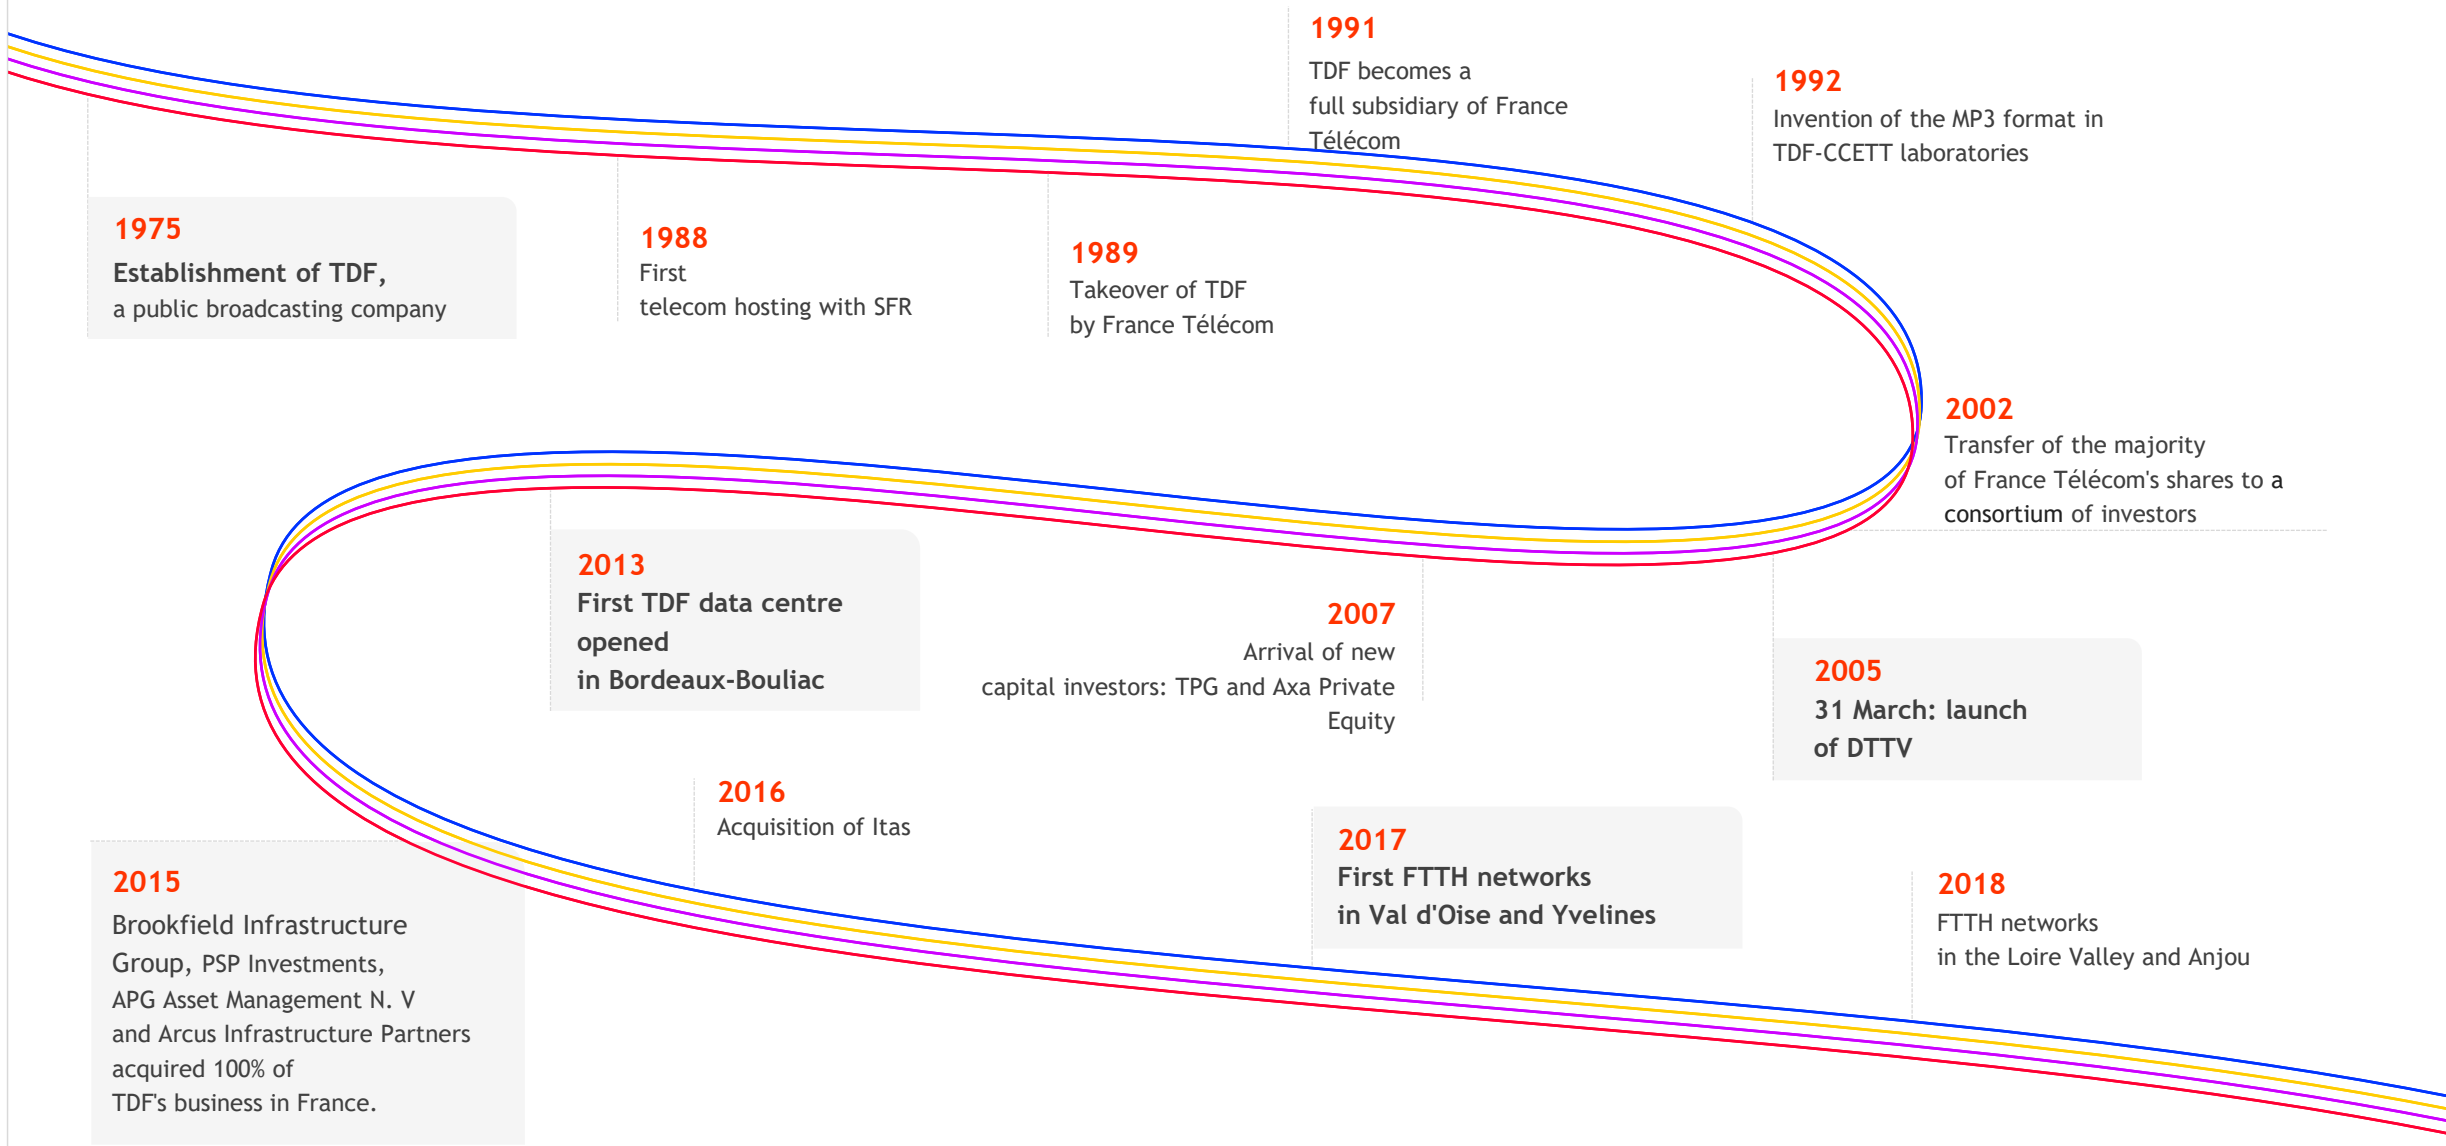 1975
Establishment of TDF,
a public broadcasting company
1988
First
telecom hosting with SFR
1989
Takeover of TDF
by France Télécom
1991
TDF becomes a
full subsidiary of France
Télécom
1992
Invention of the MP3 format in
TDF-CCETT laboratories
2002
Transfer of the majority
of France Télécom's shares to a
consortium of investors
2005
31 March: launch
of DTTV
2007
Arrival of new
capital investors: TPG and Axa Private
Equity
2013
First TDF data centre
opened
in Bordeaux-Bouliac
2015
Brookfield Infrastructure
Group, PSP Investments,
APG Asset Management N. V
and Arcus Infrastructure Partners
acquired 100% of
TDF's business in France.
2016
Acquisition of Itas
2017
First FTTH networks
in Val d'Oise and Yvelines
2018
FTTH networks
in the Loire Valley and Anjou